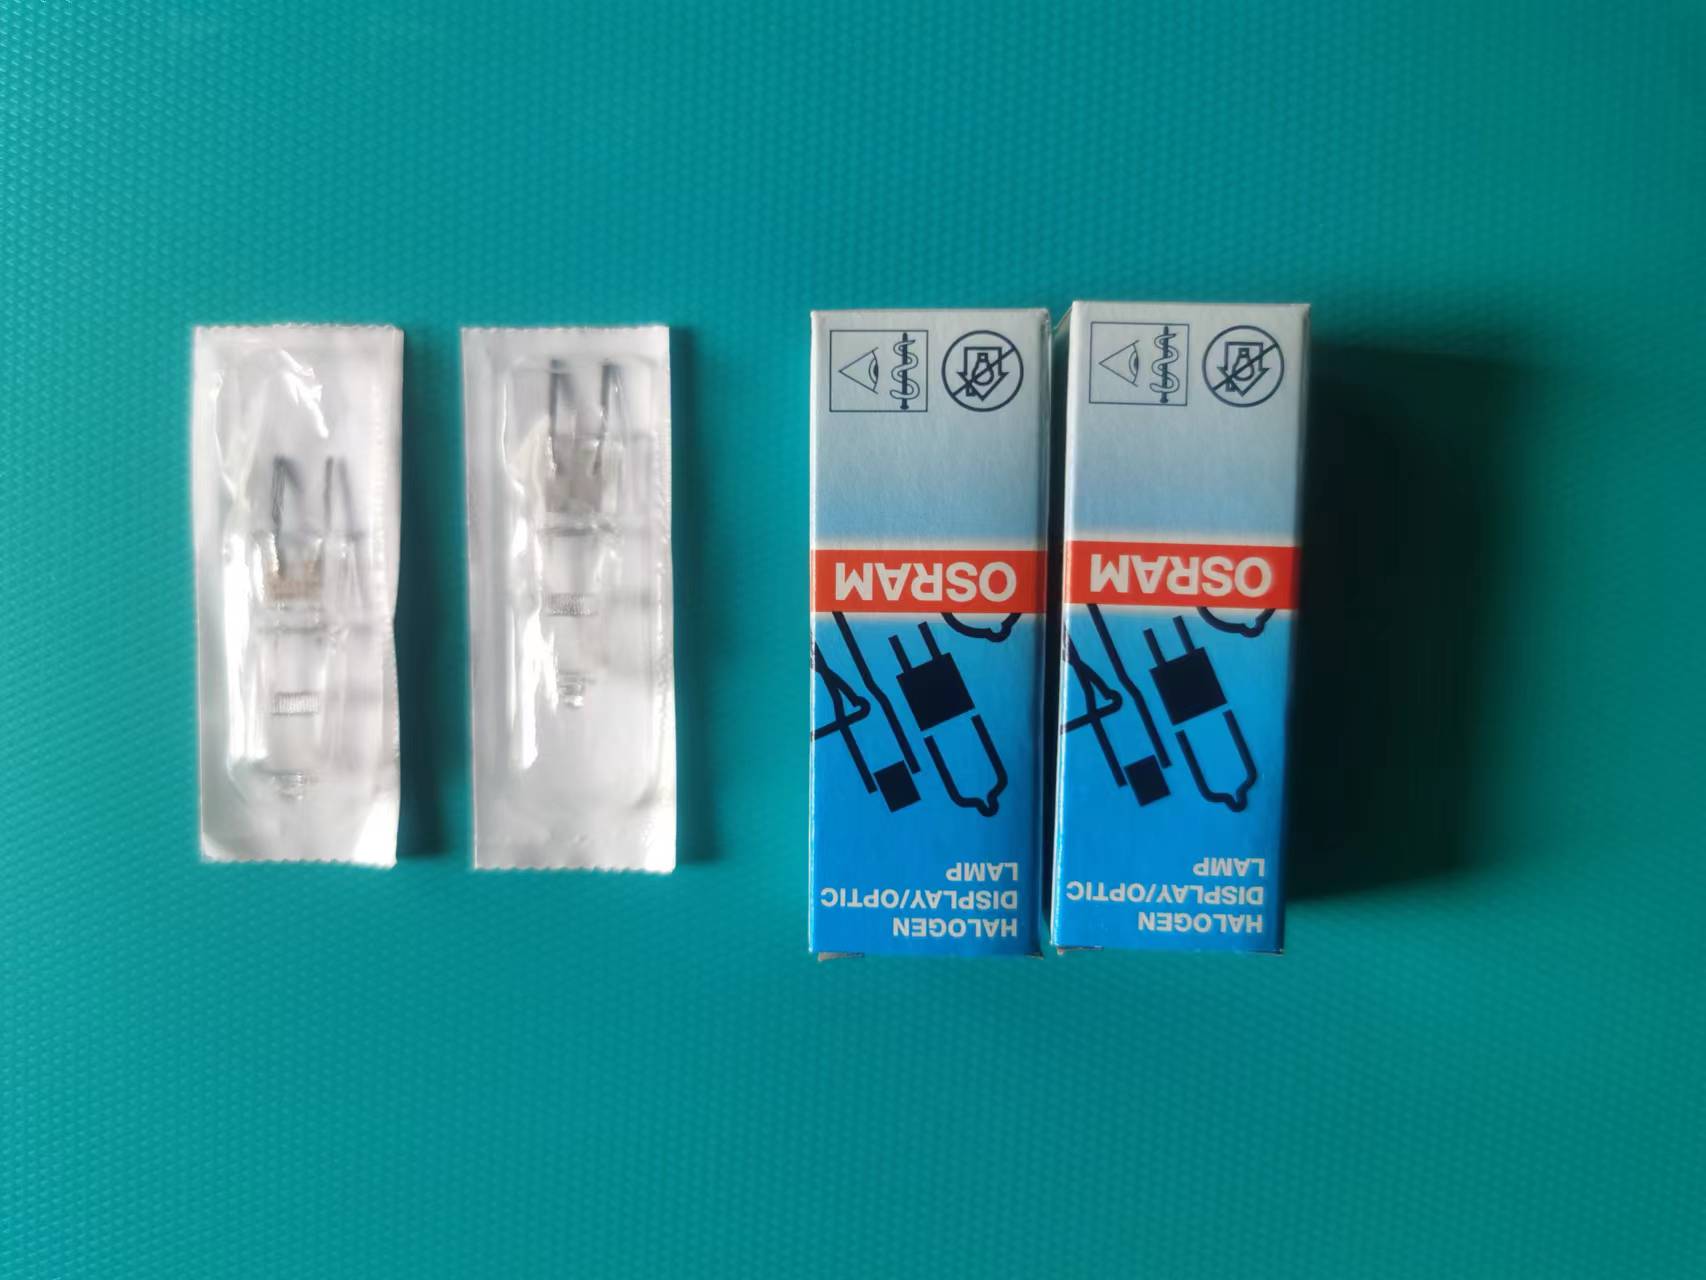 OSRAM
HALOGEN
DISPLAY/OPTIC
LAMP
OSRAM
HALOGEN
DISPLAY/OPTIC
LAMP